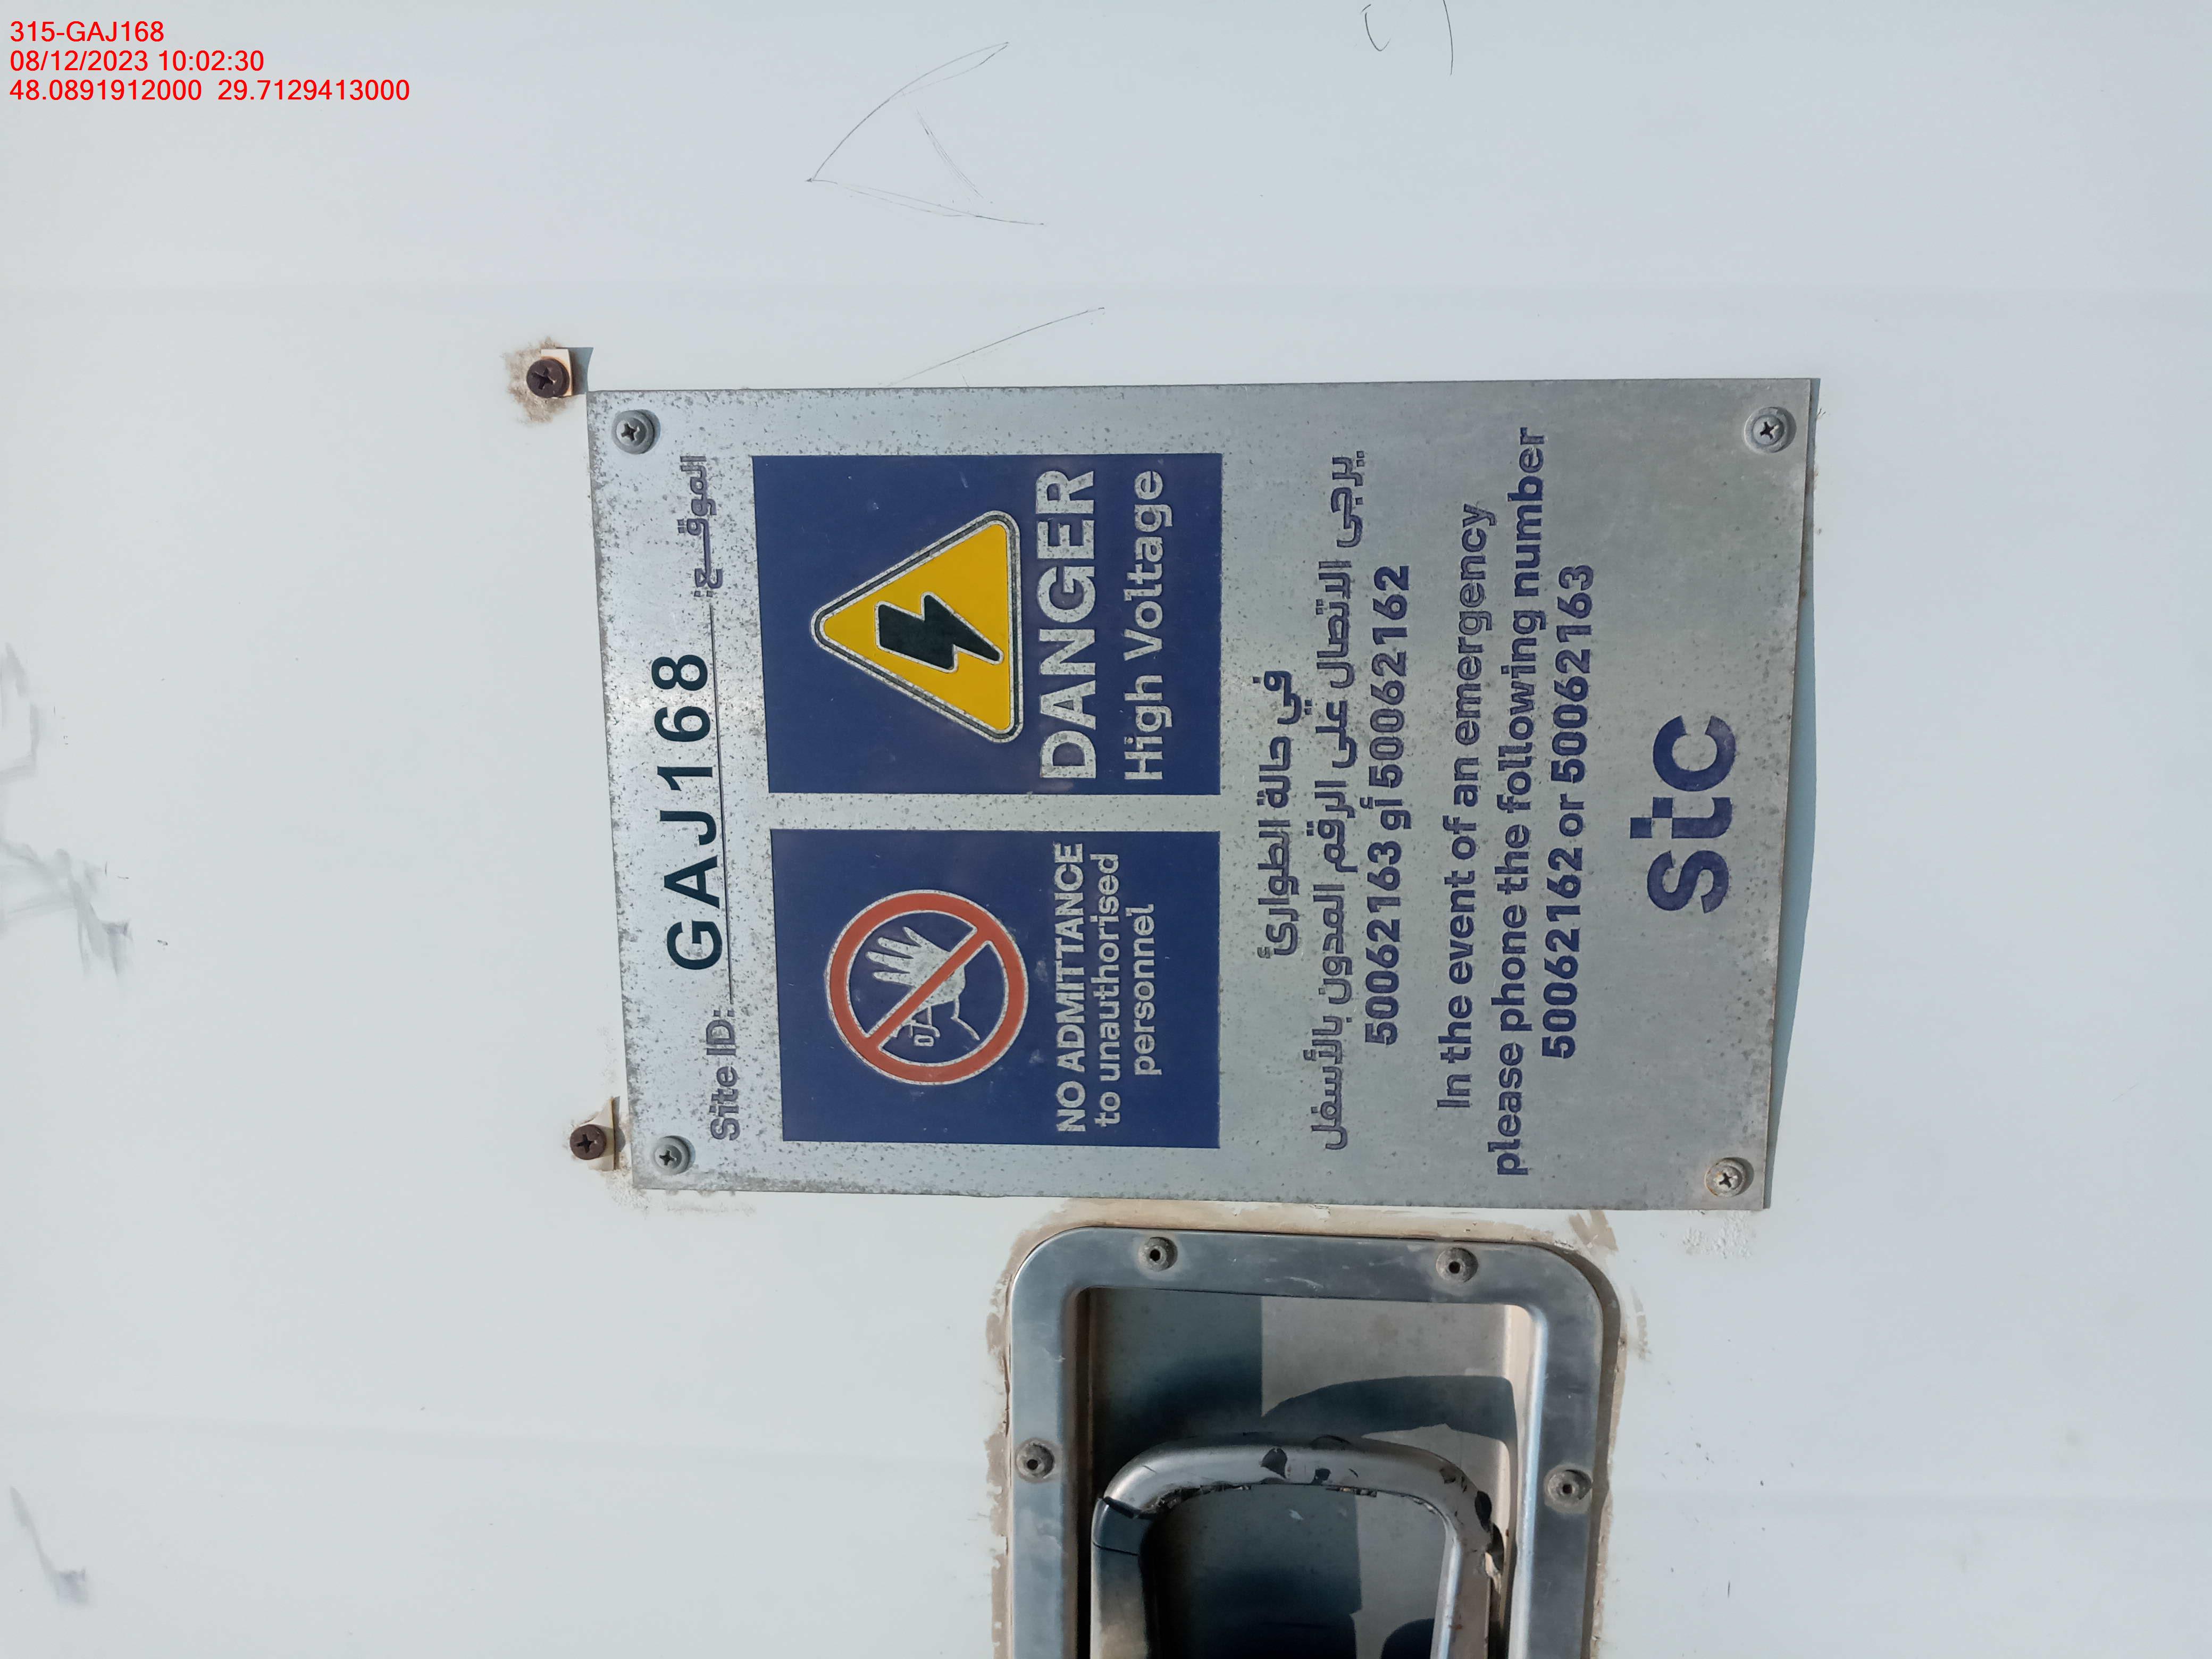 315-GAJ168
08/12/2023 10:02:30
48.0891912000 29.7129413000
Site ID: GAJ168 الموقــع:
NO ADMITTANCE
to unauthorised
personnel
DANGER
High Voltage
في حالة الطوارئ
يرجى الاتصال على الرقم المدون بالأسفل
50062163 أو 50062162
In the event of an emergency
please phone the following number
50062162 or 50062163
stc